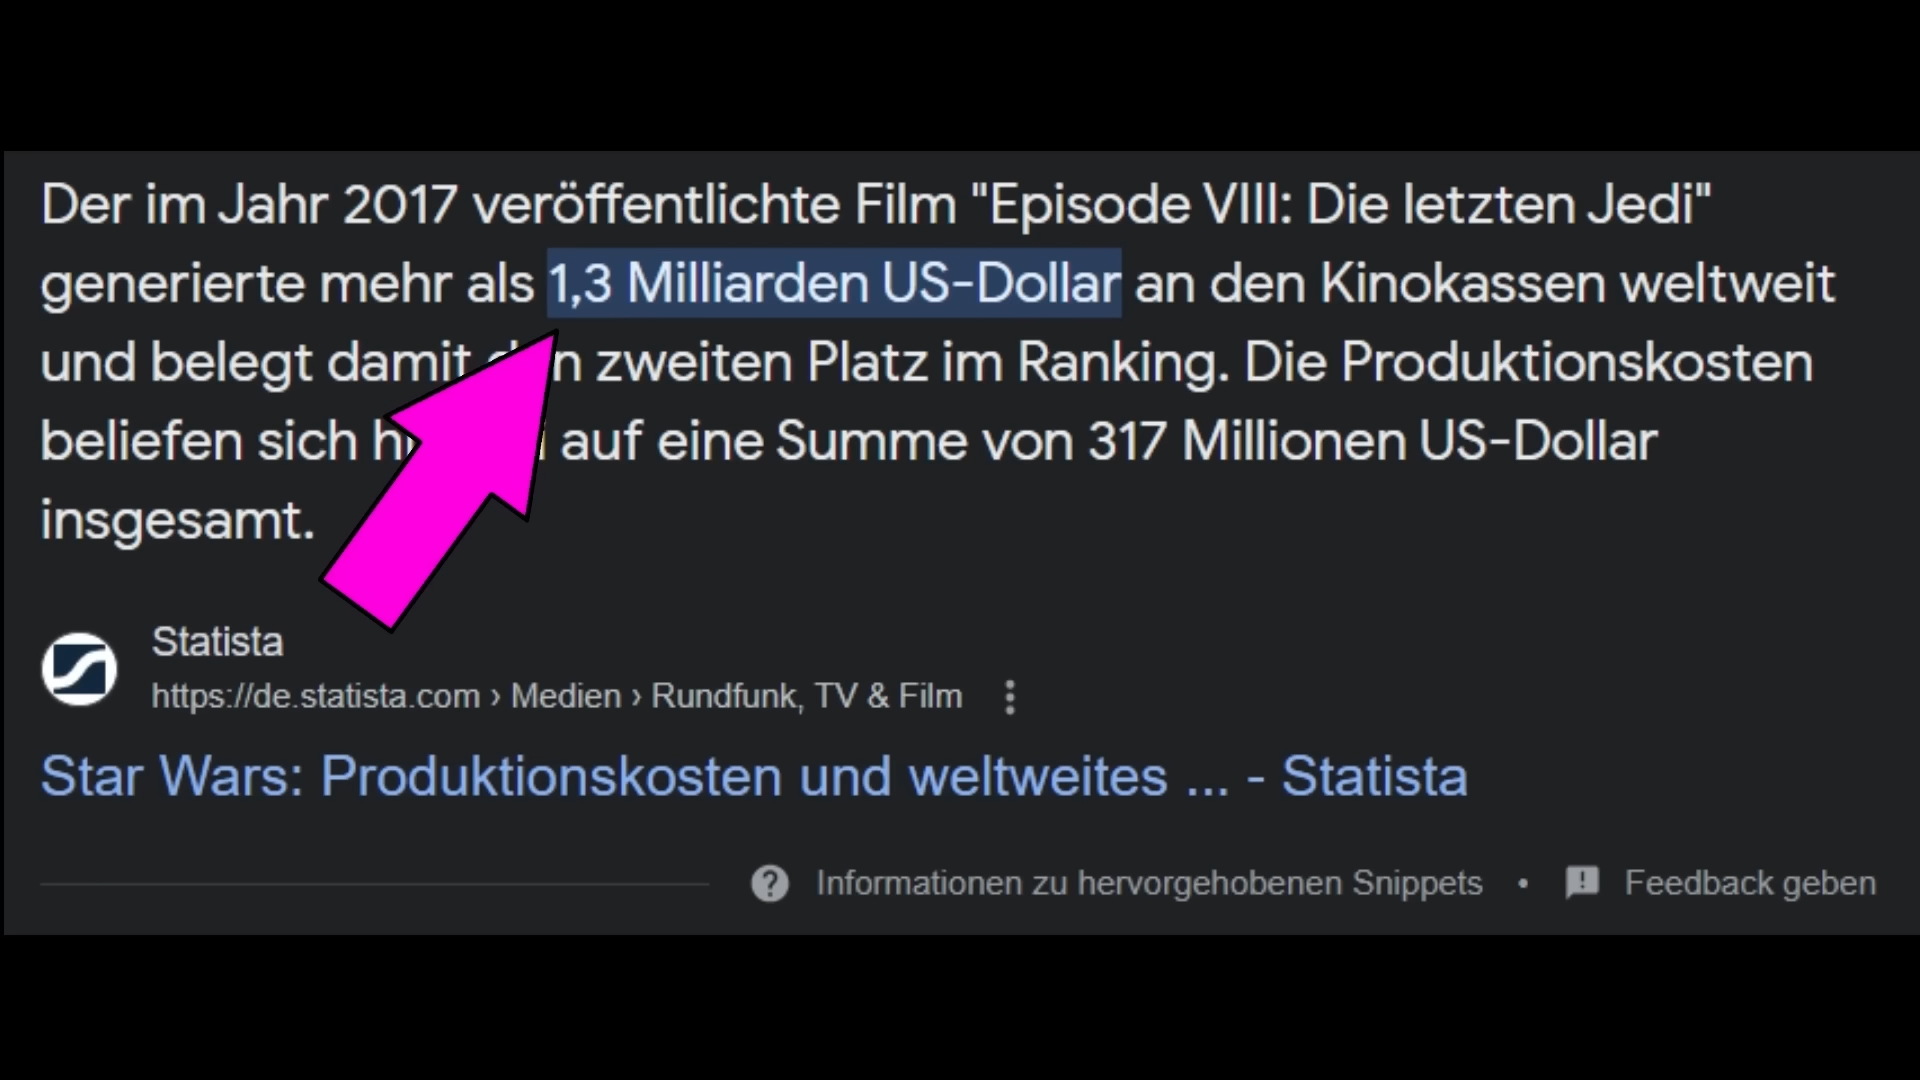 Der im Jahr 2017 veröffentlichte Film "Episode VIII: Die letzten Jedi"
generierte mehr als 1,3 Milliarden US-Dollar an den Kinokassen weltweit
und belegt damit zweiten Platz im Ranking. Die Produktionskosten
beliefen sich auf eine Summe von 317 Millionen US-Dollar
insgesamt.
Statista
https://de.statista.com › Medien › Rundfunk, TV & Film
Star Wars: Produktionskosten und weltweites ... - Statista
Informationen zu hervorgehobenen Snippets • Feedback geben